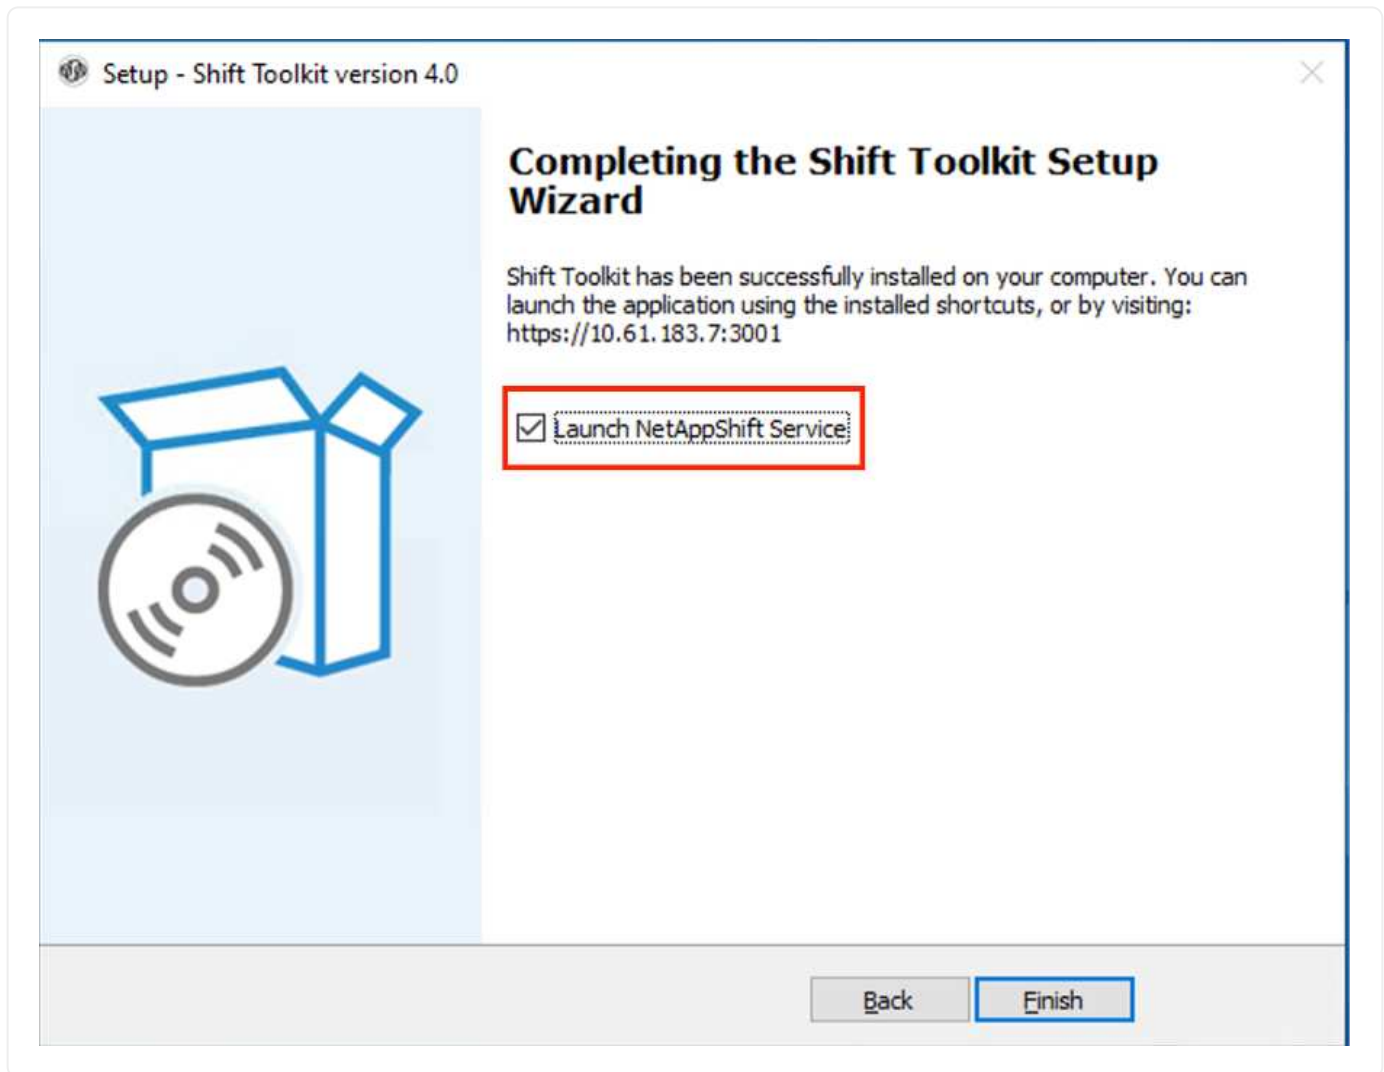 Setup - Shift Toolkit version 4.0
Completing the Shift Toolkit Setup
Wizard
Shift Toolkit has been successfully installed on your computer. You can
launch the application using the installed shortcuts, or by visiting:
https://10.61.183.7:3001
Launch NetAppShift Service
Back
Finish